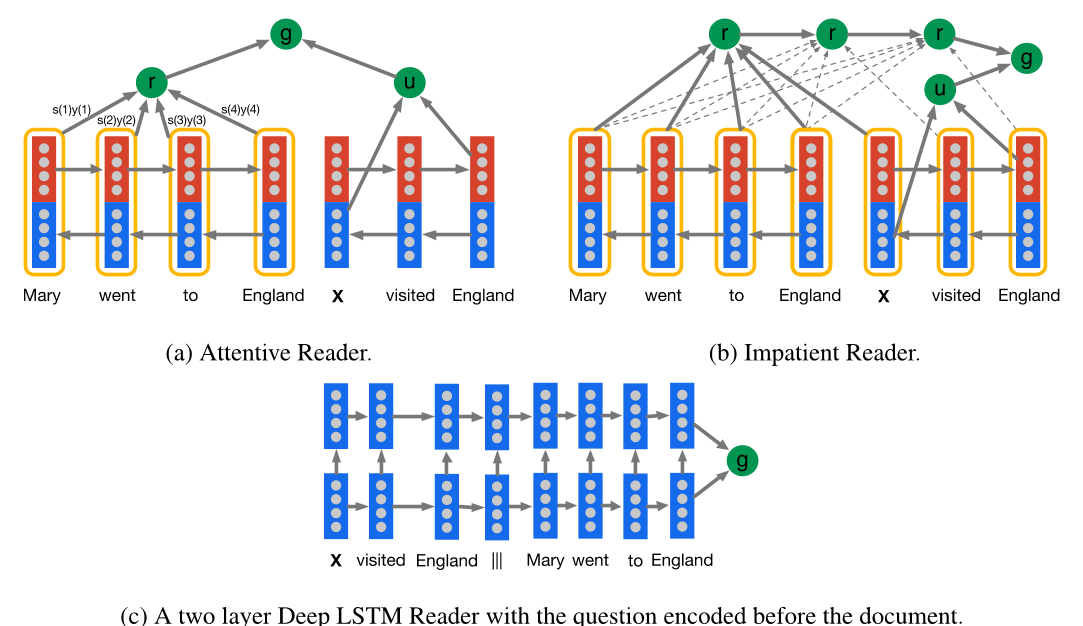 g
r
u
s(1)y(1)
s(2)y(2)
s(3)y(3)
s(4)y(4)
Mary went to England X visited England
(a) Attentive Reader.
r r r
g
u
Mary went to England X visited England
(b) Impatient Reader.
g
X visited England ||| Mary went to England
(c) A two layer Deep LSTM Reader with the question encoded before the document.